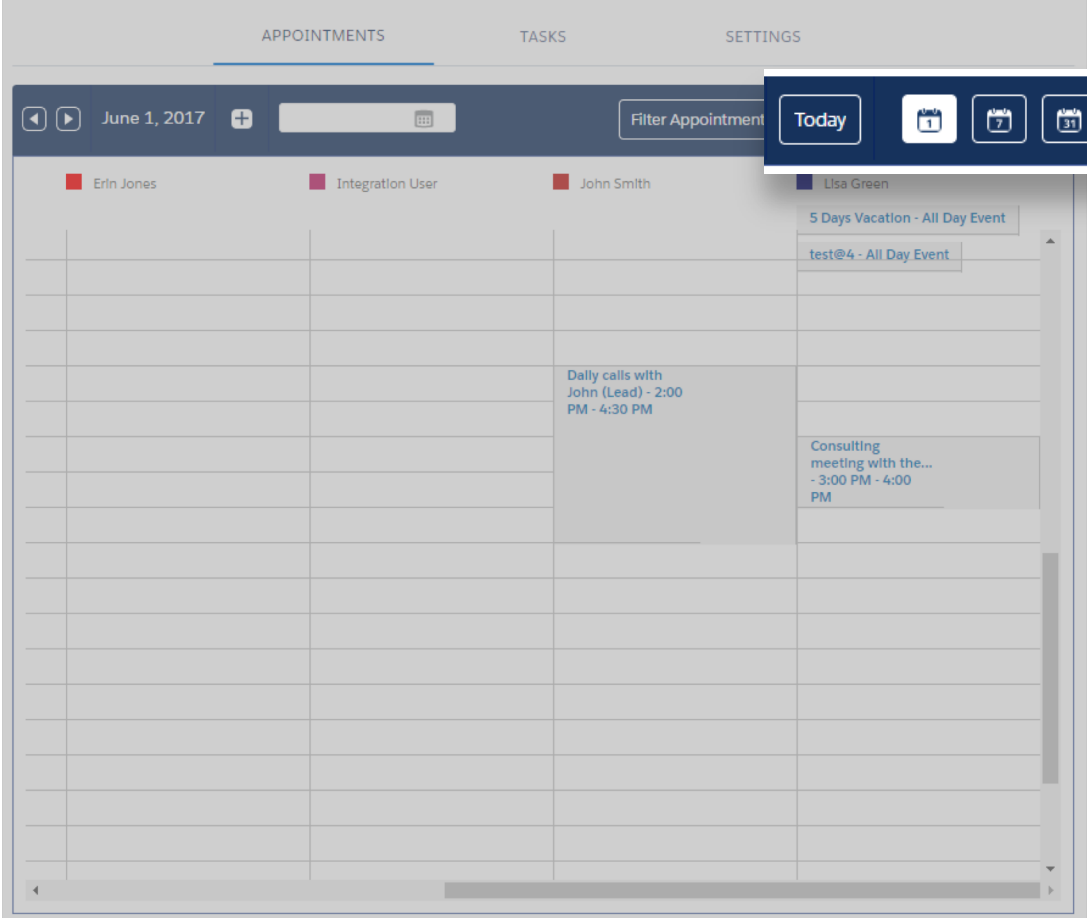 APPOINTMENTS
TASKS
SETTINGS
June 1, 2017
Filter Appointment
Today
1
7
31
Erin Jones
Integration User
John Smith
Lisa Green
5 Days Vacation - All Day Event
test@4 - All Day Event
Daily calls with
John (Lead) - 2:00
PM - 4:30 PM
Consulting
meeting with the...
- 3:00 PM - 4:00
PM